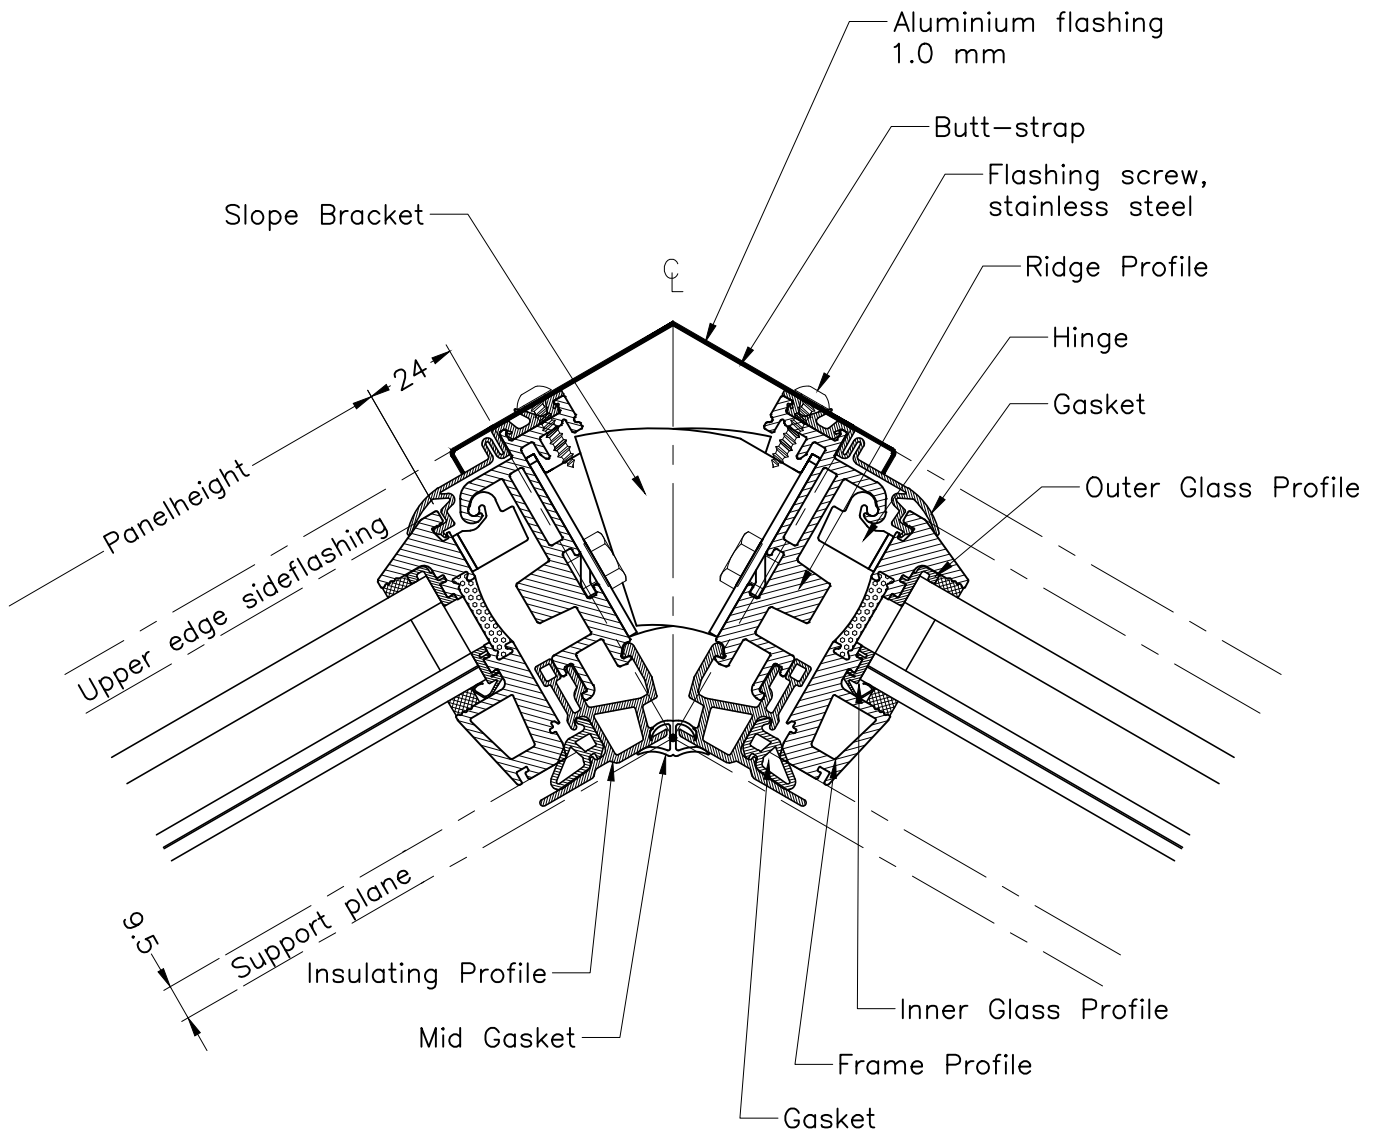 Aluminium flashing
1.0 mm
Butt-strap
Flashing screw,
stainless steel
Slope Bracket
℄
Ridge Profile
Hinge
24
Gasket
Panelheight
Outer Glass Profile
Upper edge sideflashing
9.5
Support plane
Insulating Profile
Inner Glass Profile
Mid Gasket
Frame Profile
Gasket